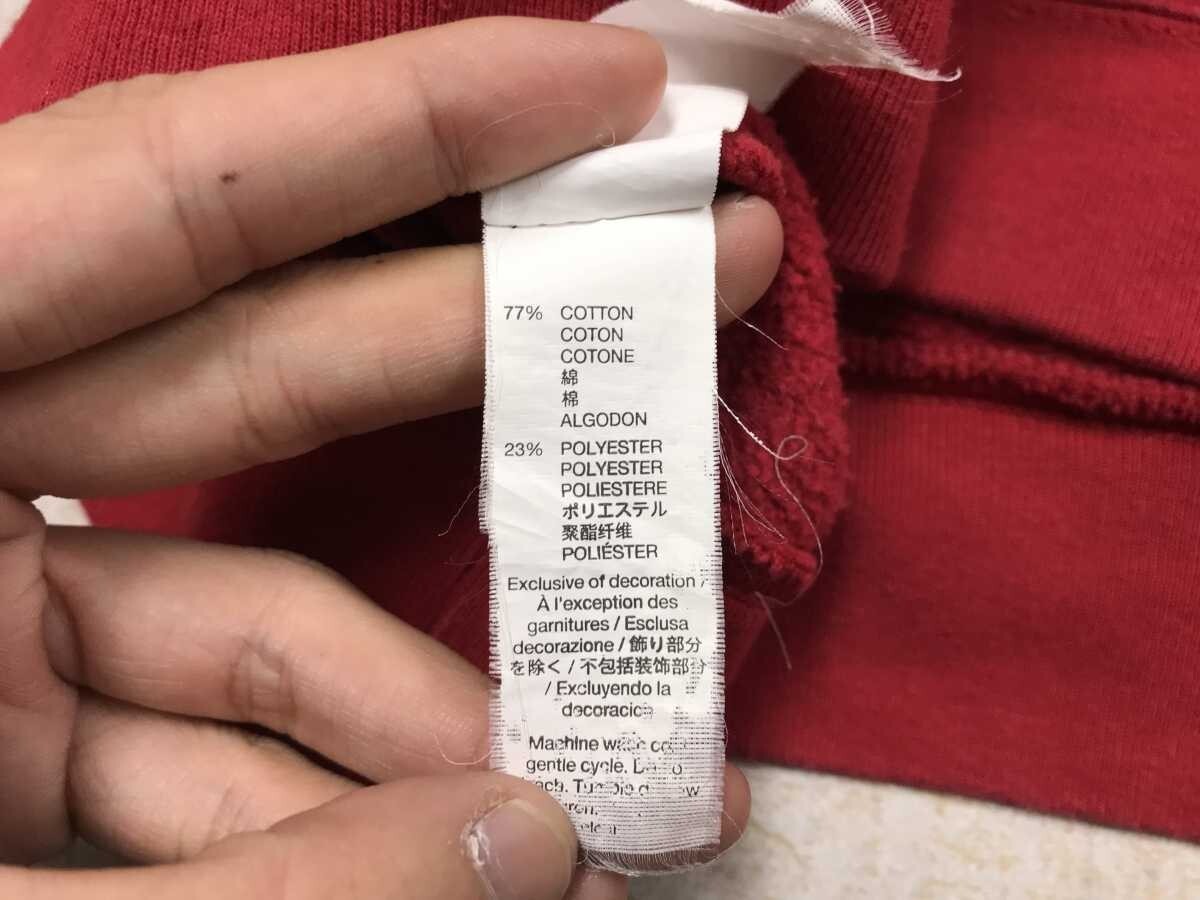 77% COTTON
COTON
COTONE
綿
棉
ALGODON
23% POLYESTER
POLYESTER
POLIESTERE
ポリエステル
聚酯纤维
POLIÉSTER
Exclusive of decoration /
À l'exception des
garnitures / Esclusa
decorazione / 飾り部分
を除く / 不包括装饰部分
/ Excluyendo la
Machine
gentle cycle.